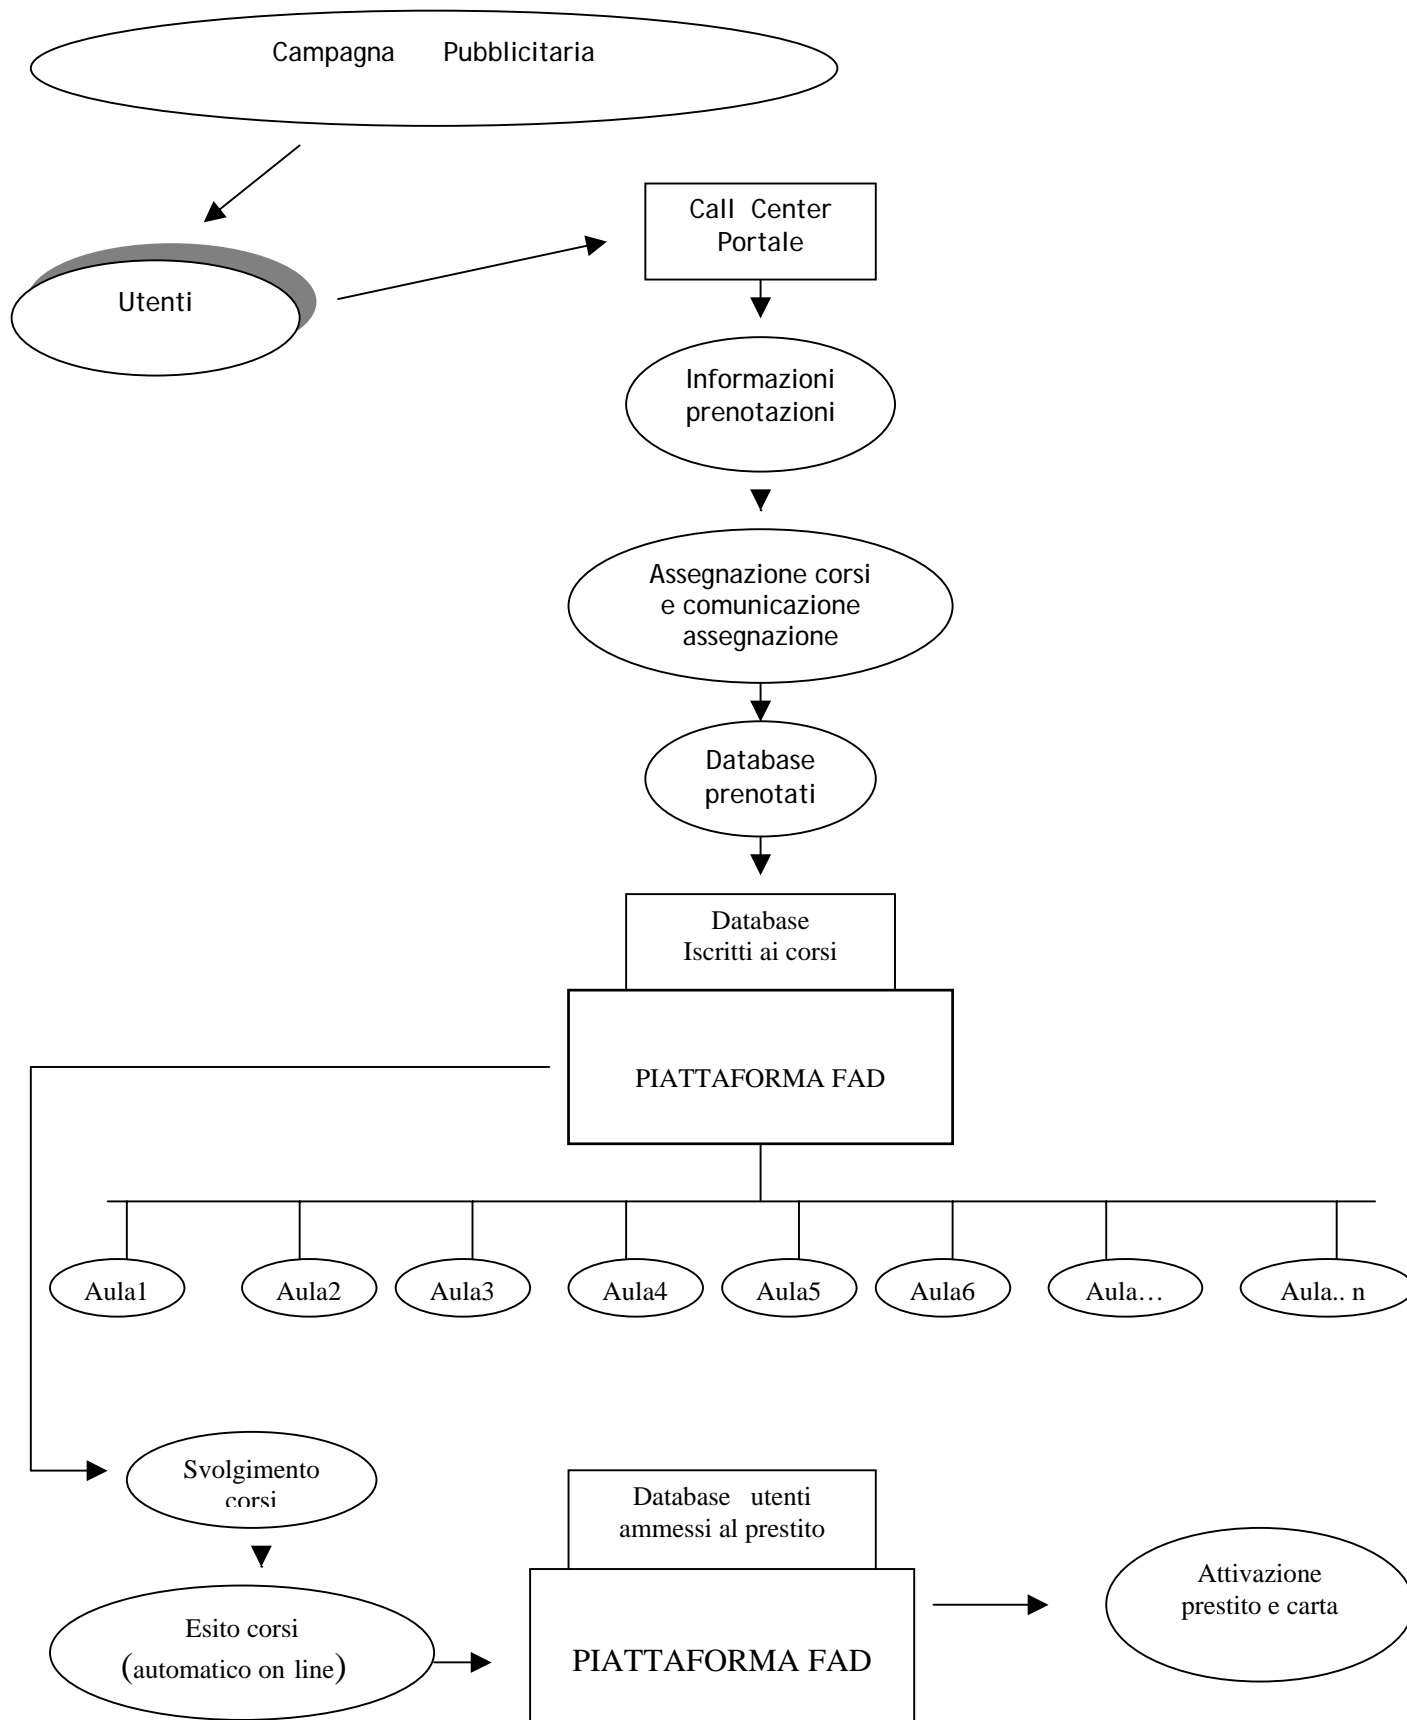 Campagna Pubblicitaria
Call Center
Portale
Utenti
Informazioni
prenotazioni
Assegnazione corsi
e comunicazione
assegnazione
Database
prenotati
Database
Iscritti ai corsi
PIATTAFORMA FAD
Aula1 Aula2 Aula3 Aula4 Aula5 Aula6 Aula… Aula.. n
Svolgimento
corsi
Database utenti
ammessi al prestito
Attivazione
prestito e carta
Esito corsi
(automatico on line)
PIATTAFORMA FAD